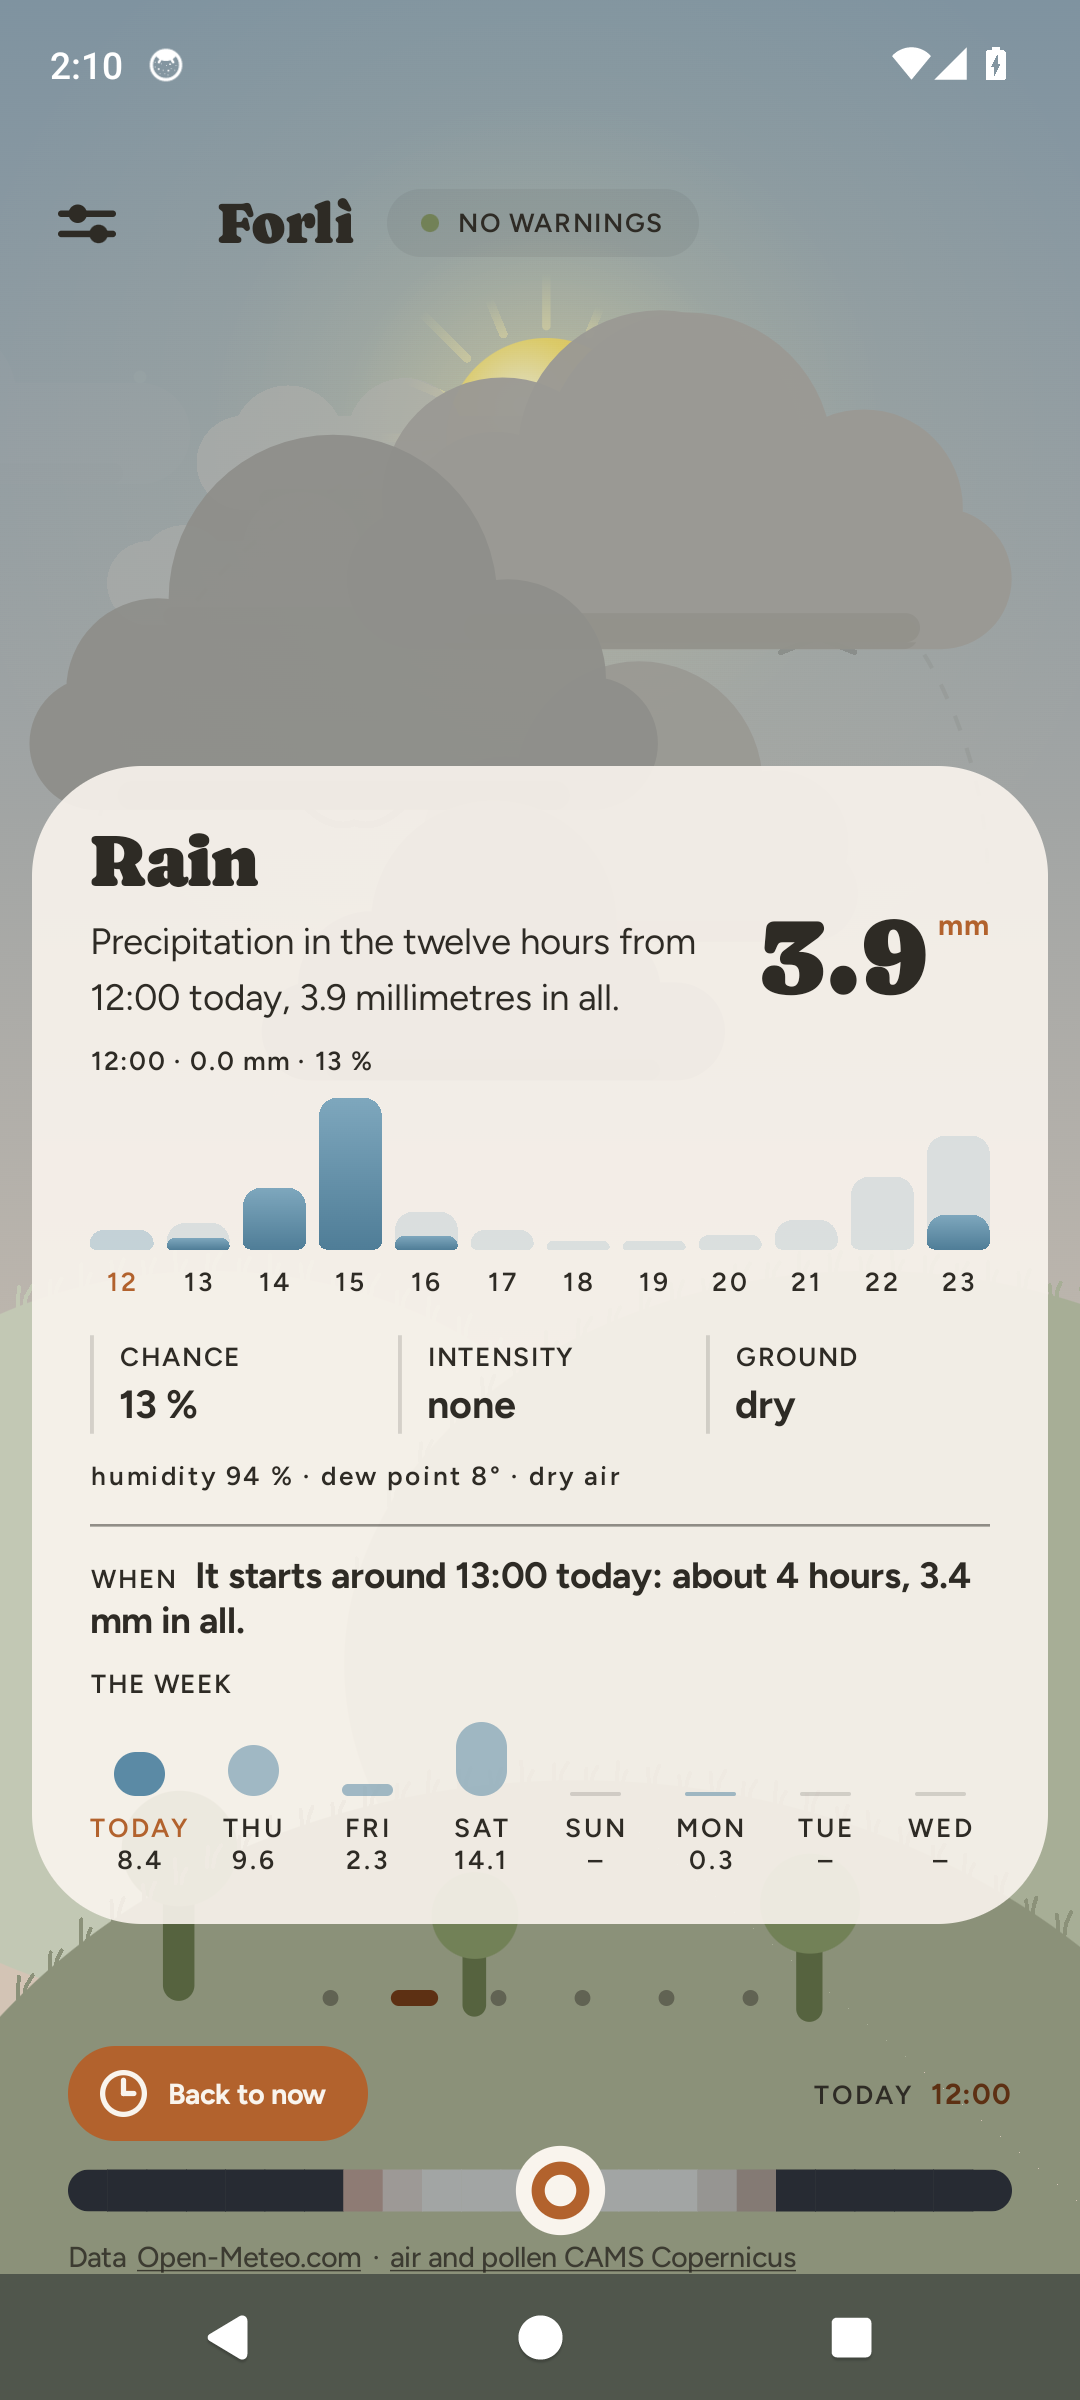 2:10
Forlì
NO WARNINGS
Rain
Precipitation in the twelve hours from
12:00 today, 3.9 millimetres in all.
3.9 mm
12:00 · 0.0 mm · 13 %
12 13 14 15 16 17 18 19 20 21 22 23
CHANCE INTENSITY GROUND
13 % none dry
humidity 94 % · dew point 8° · dry air
WHEN It starts around 13:00 today: about 4 hours, 3.4
mm in all.
THE WEEK
TODAY THU FRI SAT SUN MON TUE WED
8.4 9.6 2.3 14.1 – 0.3 – –
Back to now
TODAY 12:00
Data Open-Meteo.com · air and pollen CAMS Copernicus